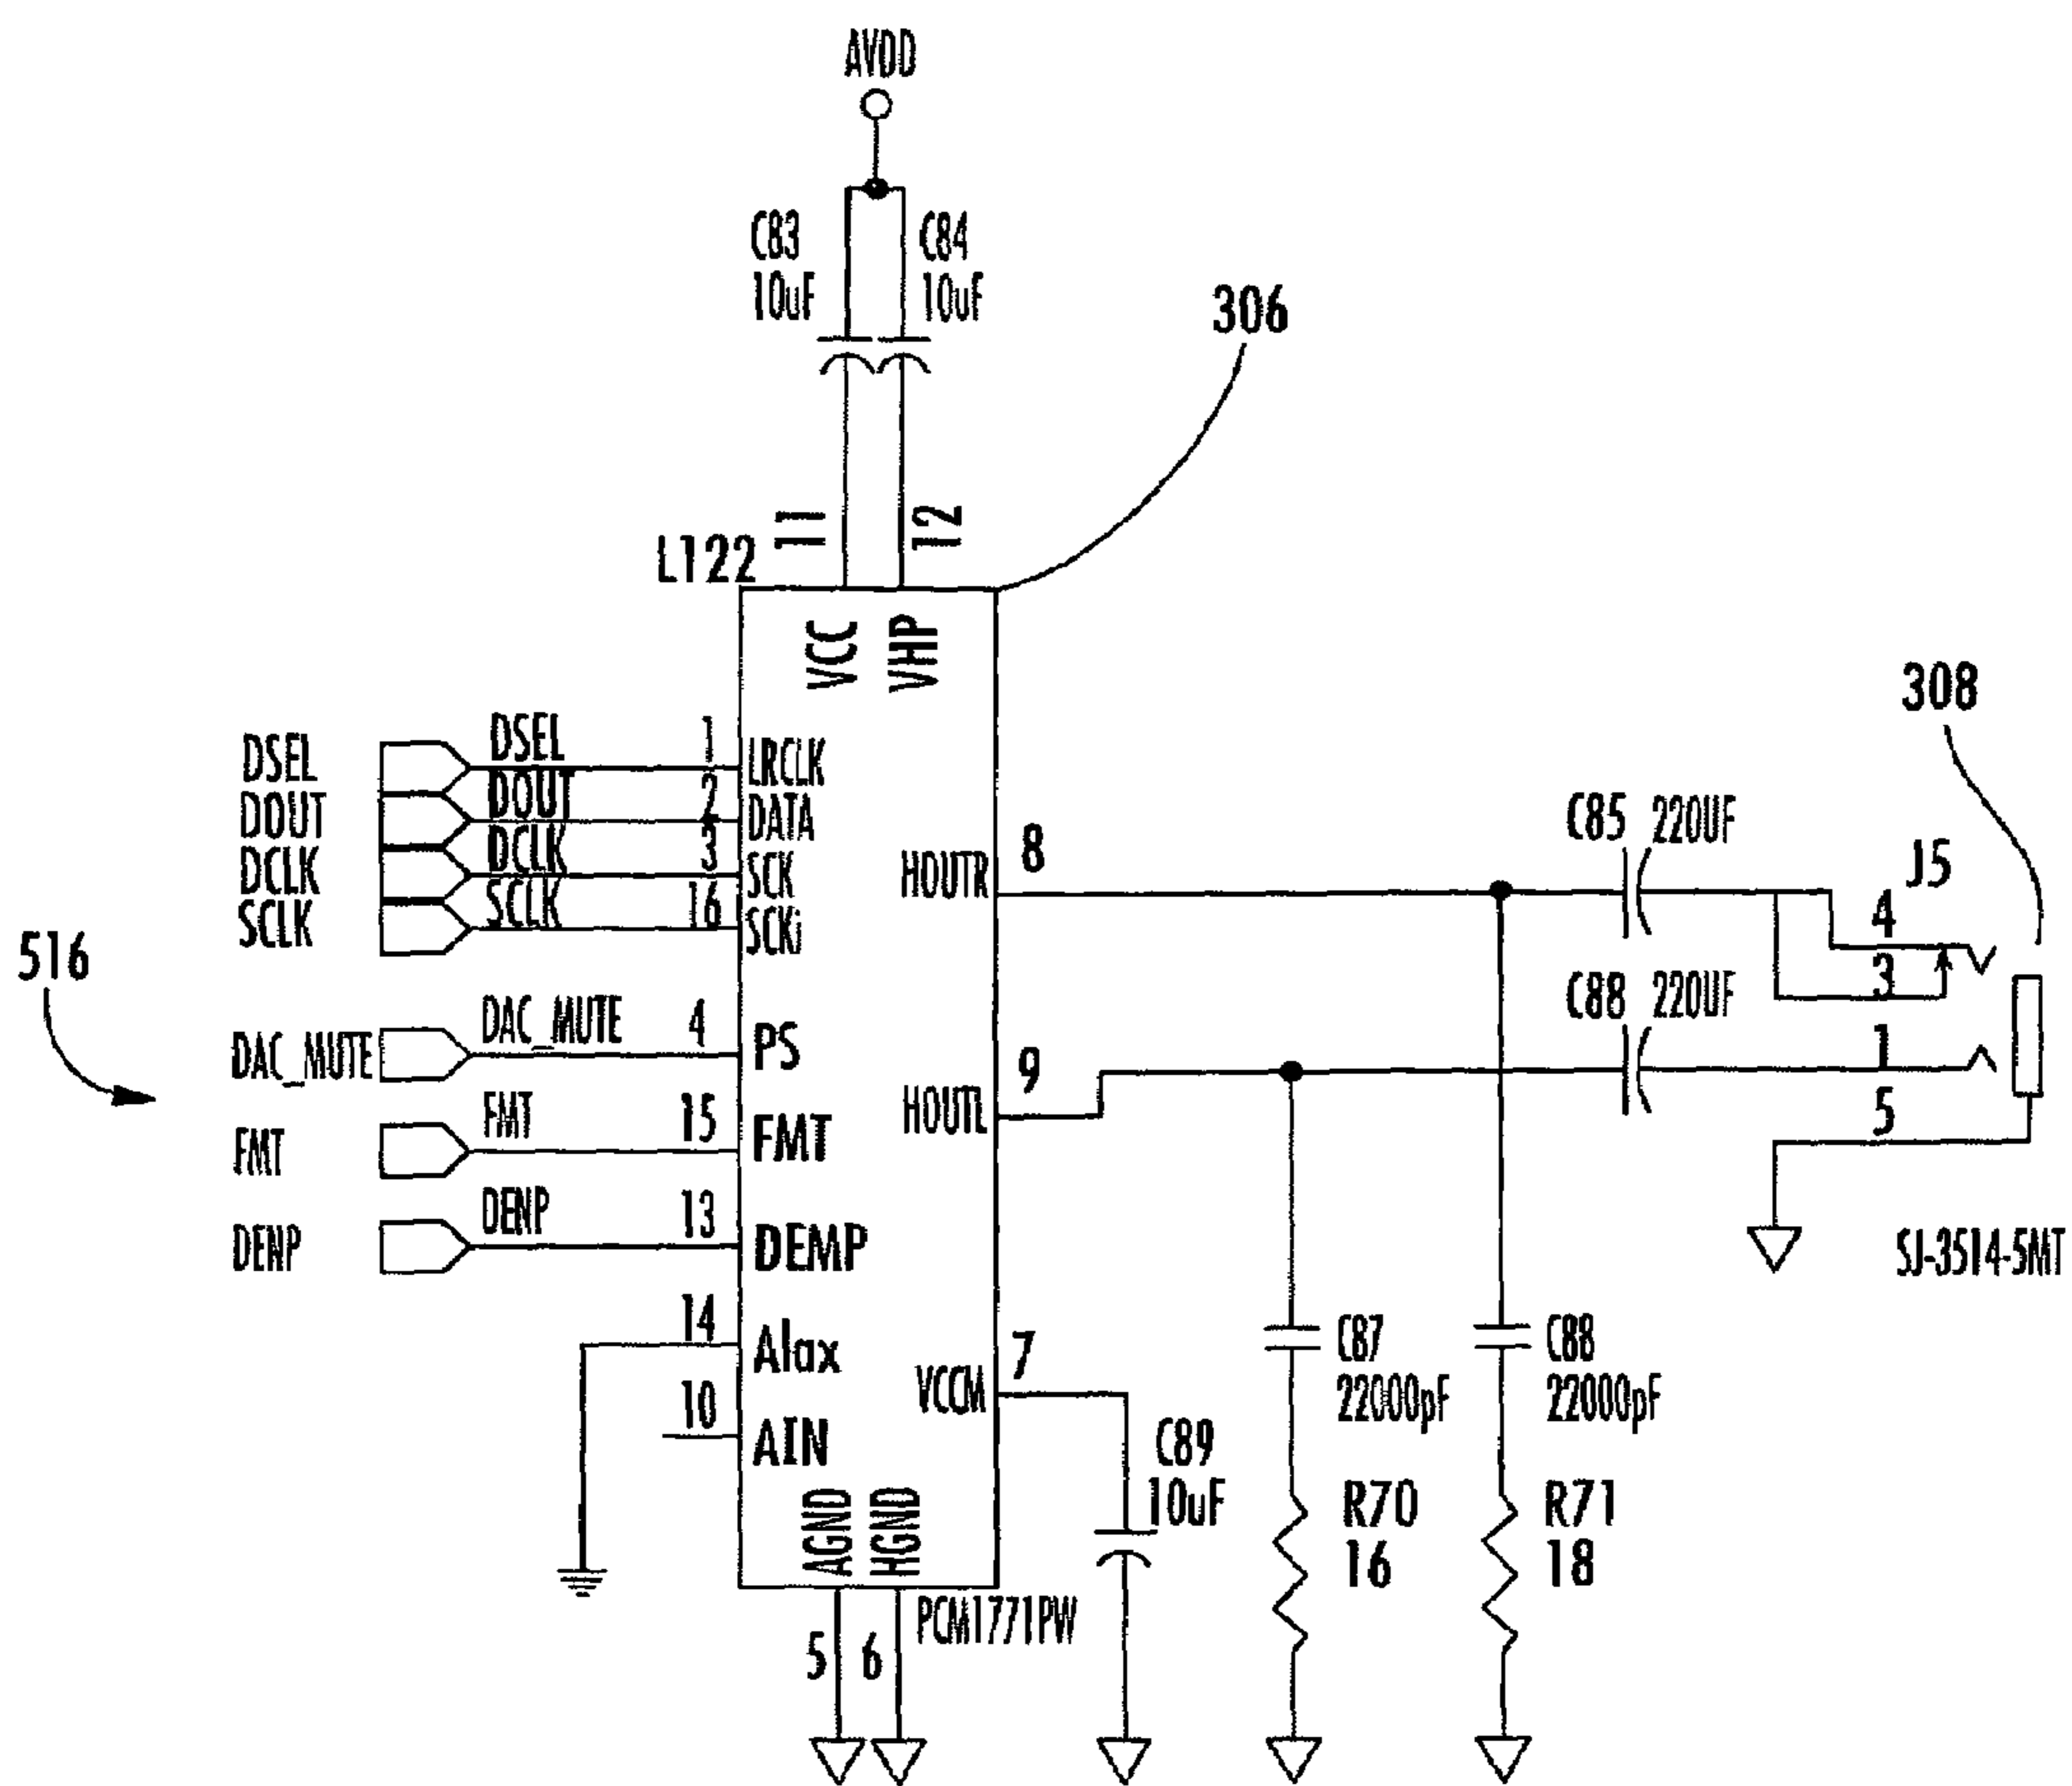 AVDD
C83
10uF
C84
10uF
306
L122
11
12
VCC
VHP
308
DSEL
DSEL
1
LRCLK
DOUT
DOUT
2
DATA
DCLK
DCLK
3
SCK
SCLK
SCLK
16
SCKi
HOUTR
8
C85
220UF
J5
4
3
516
DAC_MUTE
DAC_MUTE
4
PS
C88
220UF
1
5
HOUTL
9
FMT
FMT
15
FMT
DENP
DENP
13
DEMP
SJ-3514-5MT
14
Alax
10
AIN
VCCM
7
C87
22000pF
C88
22000pF
C89
10uF
R70
16
R71
18
AGND
HGND
PCM1771PW
5
6